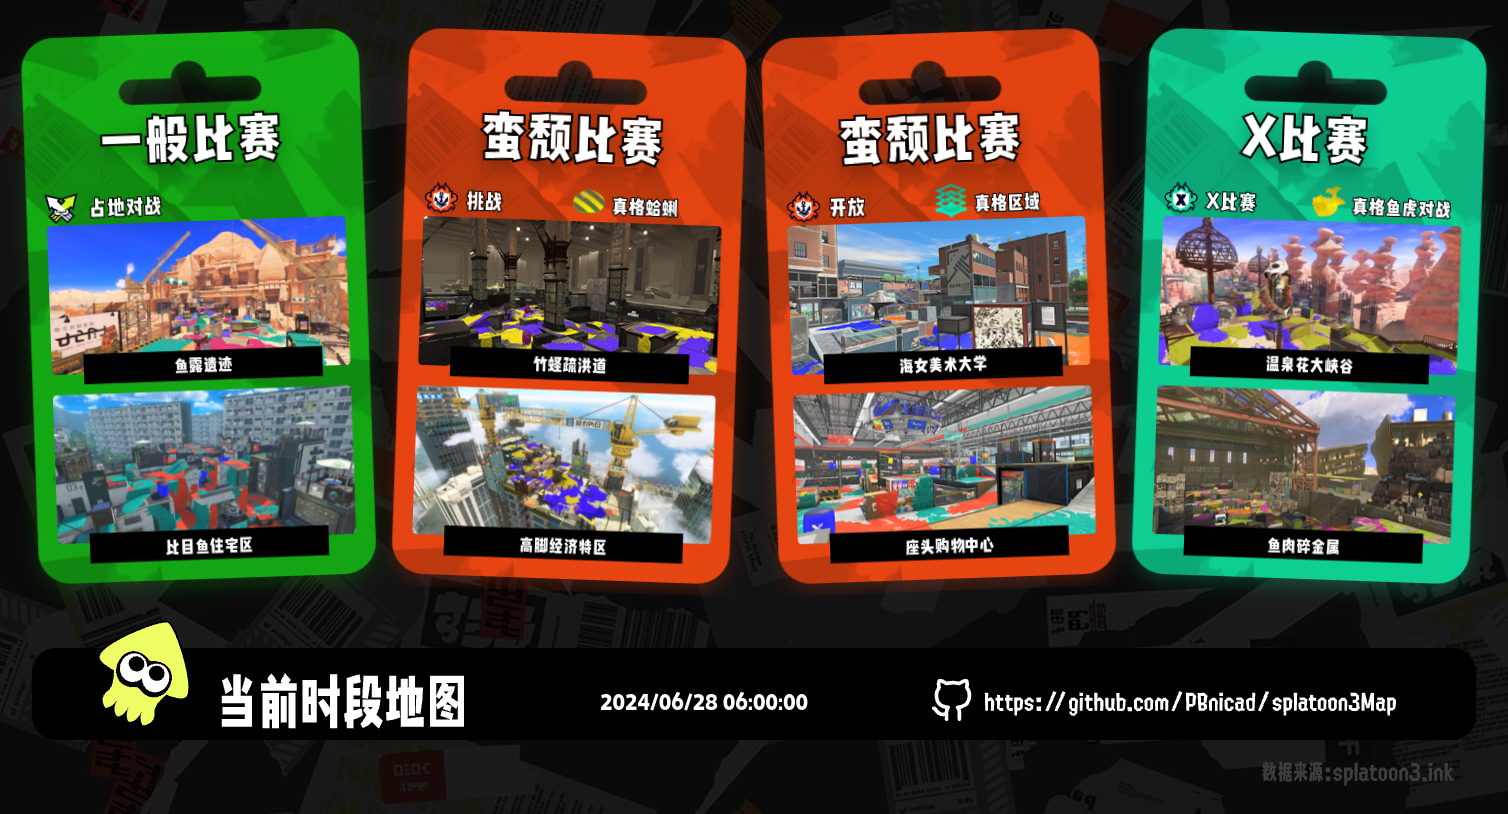 一般比赛
占地对战
鱼露遗迹
比目鱼住宅区
蛮颓比赛
挑战
真格蛤蜊
竹蛏疏洪道
高脚经济特区
蛮颓比赛
开放
真格区域
海女美术大学
座头购物中心
X比赛
X比赛
真格鱼虎对战
温泉花大峡谷
鱼肉碎金属
当前时段地图
2024/06/28 06:00:00
https://github.com/PBnicad/splatoon3Map
数据来源:splatoon3.ink